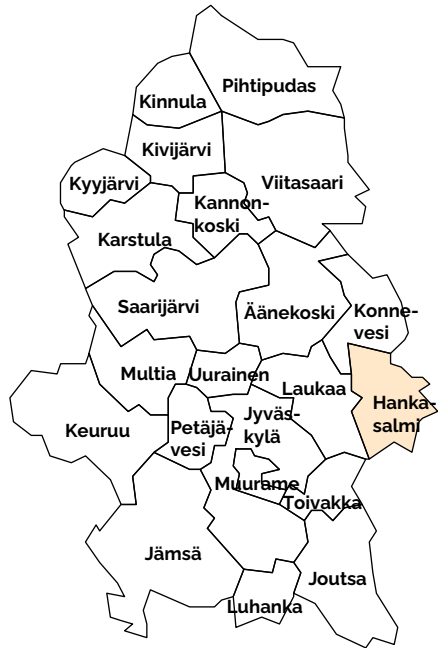 Pihtipudas
Kinnula
Kivijärvi
Kyyjärvi
Viitasaari
Kannon-
koski
Karstula
Saarijärvi
Äänekoski
Konne-
vesi
Multia
Uurainen
Laukaa
Hanka-
salmi
Keuruu
Petäjä-
vesi
Jyväs-
kylä
Muurame
Toivakka
Jämsä
Joutsa
Luhanka